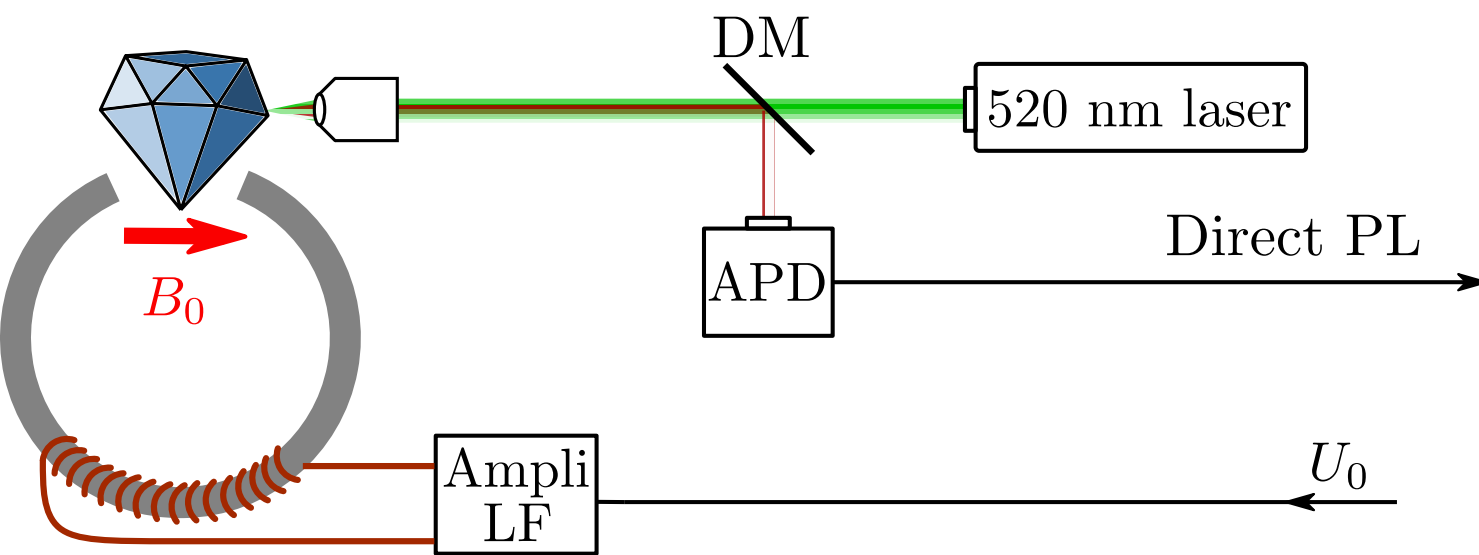 DM
520 nm laser
Direct PL
APD
B₀
U₀
Ampli
LF